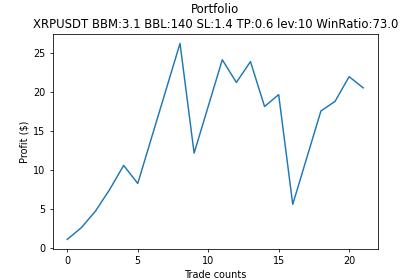 Portfolio
XRPUSDT BBM:3.1 BBL:140 SL:1.4 TP:0.6 lev:10 WinRatio:73.0
25
20
15
10
5
0
Profit ($)
0 5 10 15 20
Trade counts